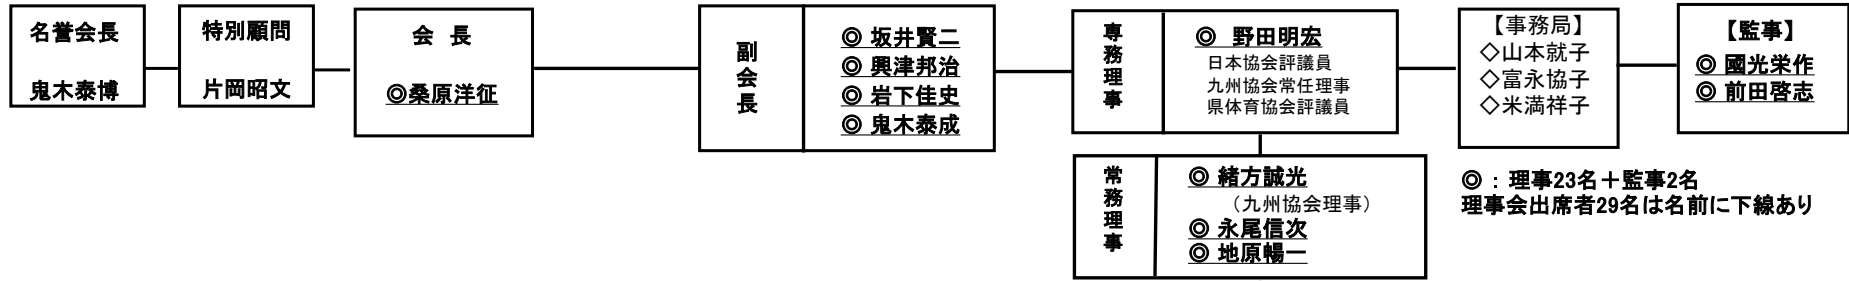 名誉会長
鬼木泰博
特別顧問
片岡昭文
会 長
◎桑原洋征
副会長
◎ 坂井賢二
◎ 興津邦治
◎ 岩下佳史
◎ 鬼木泰成
専務理事
◎ 野田明宏
日本協会評議員
九州協会常任理事
県体育協会評議員
【事務局】
◇山本就子
◇富永協子
◇米満祥子
【監事】
◎ 國光栄作
◎ 前田啓志
常務理事
◎ 緒方誠光
（九州協会理事）
◎ 永尾信次
◎ 地原暢一
◎ : 理事23名＋監事2名
理事会出席者29名は名前に下線あり